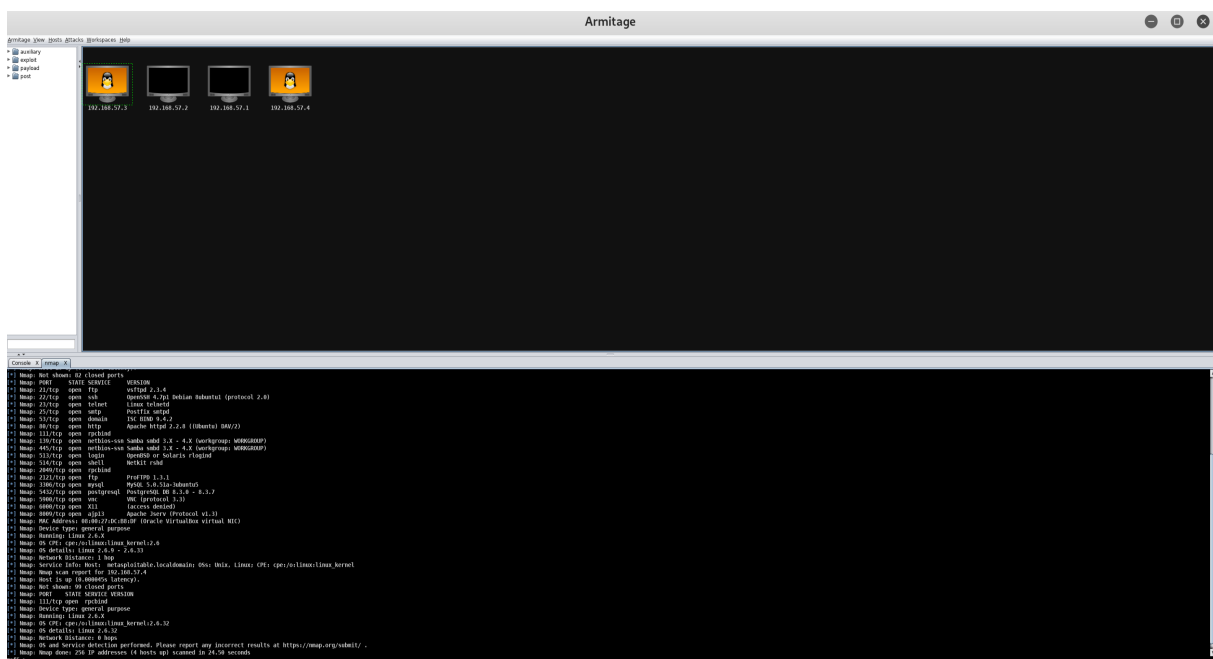 Armitage
Armitage View Hosts Attacks Workspaces Help
auxiliary
exploit
payload
post
192.168.57.3 192.168.57.2 192.168.57.1 192.168.57.4
Console X nmap X
[*] Nmap: Not shown: 82 closed ports
[*] Nmap: PORT STATE SERVICE VERSION
[*] Nmap: 21/tcp open ftp vsftpd 2.3.4
[*] Nmap: 22/tcp open ssh OpenSSH 4.7p1 Debian 8ubuntu1 (protocol 2.0)
[*] Nmap: 23/tcp open telnet Linux telnetd
[*] Nmap: 25/tcp open smtp Postfix smtpd
[*] Nmap: 53/tcp open domain ISC BIND 9.4.2
[*] Nmap: 80/tcp open http Apache httpd 2.2.8 ((Ubuntu) DAV/2)
[*] Nmap: 111/tcp open rpcbind
[*] Nmap: 139/tcp open netbios-ssn Samba smbd 3.X - 4.X (workgroup: WORKGROUP)
[*] Nmap: 445/tcp open netbios-ssn Samba smbd 3.X - 4.X (workgroup: WORKGROUP)
[*] Nmap: 513/tcp open login OpenBSD or Solaris rlogind
[*] Nmap: 514/tcp open shell Netkit rshd
[*] Nmap: 2049/tcp open rpcbind
[*] Nmap: 2121/tcp open ftp ProFTPD 1.3.1
[*] Nmap: 3306/tcp open mysql MySQL 5.0.51a-3ubuntu5
[*] Nmap: 5432/tcp open postgresql PostgreSQL DB 8.3.0 - 8.3.7
[*] Nmap: 5900/tcp open vnc VNC (protocol 3.3)
[*] Nmap: 6000/tcp open X11 (access denied)
[*] Nmap: 8009/tcp open ajp13 Apache Jserv (Protocol v1.3)
[*] Nmap: MAC Address: 08:00:27:DC:88:DF (Oracle VirtualBox virtual NIC)
[*] Nmap: Device type: general purpose
[*] Nmap: Running: Linux 2.6.X
[*] Nmap: OS CPE: cpe:/o:linux:linux_kernel:2.6
[*] Nmap: OS details: Linux 2.6.9 - 2.6.33
[*] Nmap: Network Distance: 1 hop
[*] Nmap: Service Info: Host: metasploitable.localdomain; OSs: Unix, Linux; CPE: cpe:/o:linux:linux_kernel
[*] Nmap: Nmap scan report for 192.168.57.4
[*] Nmap: Host is up (0.000045s latency).
[*] Nmap: Not shown: 99 closed ports
[*] Nmap: PORT STATE SERVICE VERSION
[*] Nmap: 111/tcp open rpcbind
[*] Nmap: Device type: general purpose
[*] Nmap: Running: Linux 2.6.X
[*] Nmap: OS CPE: cpe:/o:linux:linux_kernel:2.6.32
[*] Nmap: OS details: Linux 2.6.32
[*] Nmap: Network Distance: 0 hops
[*] Nmap: OS and Service detection performed. Please report any incorrect results at https://nmap.org/submit/ .
[*] Nmap: Nmap done: 256 IP addresses (4 hosts up) scanned in 24.50 seconds